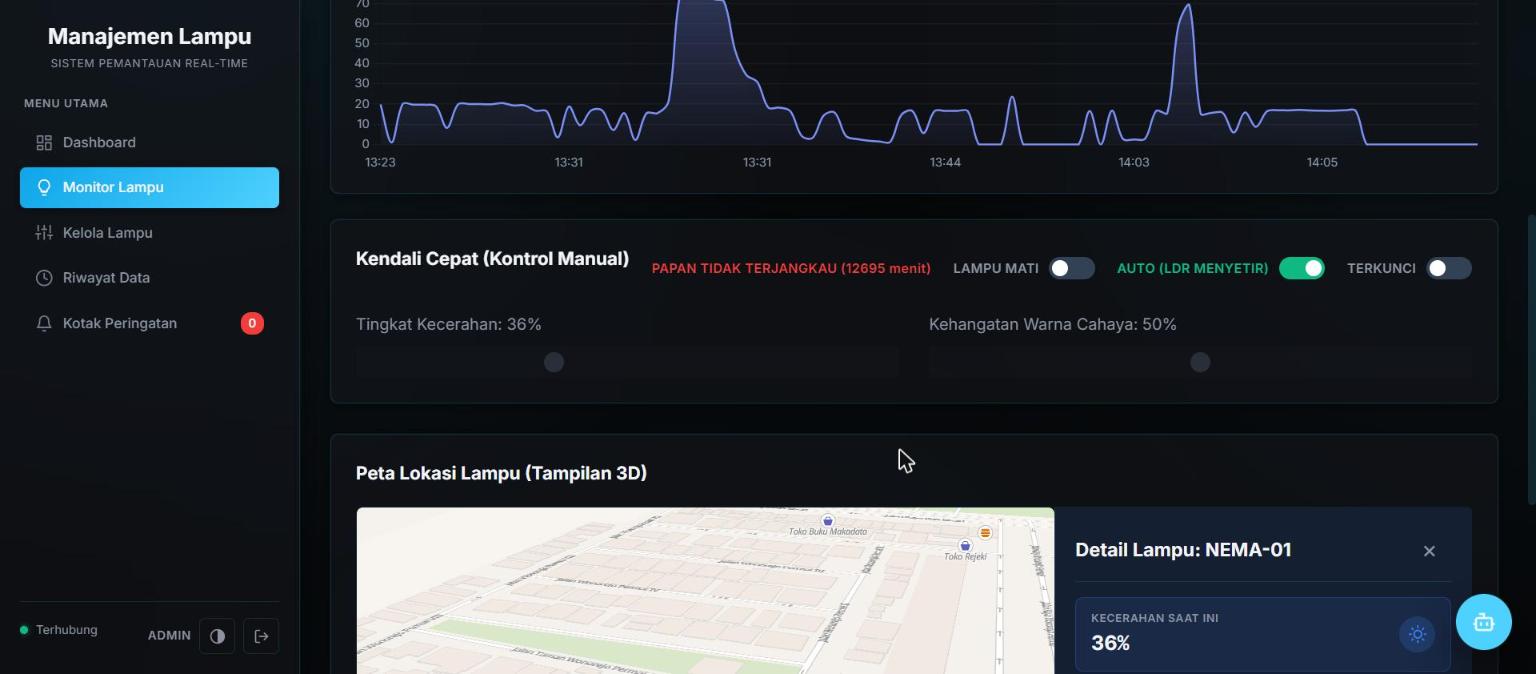 Manajemen Lampu
SISTEM PEMANTAUAN REAL-TIME
MENU UTAMA
Dashboard
Monitor Lampu
Kelola Lampu
Riwayat Data
Kotak Peringatan
0
Terhubung
ADMIN
70
60
50
40
30
20
10
0
13:23
13:31
13:31
13:44
14:03
14:05
Kendali Cepat (Kontrol Manual)
PAPAN TIDAK TERJANGKAU (12695 menit)
LAMPU MATI
AUTO (LDR MENYETIR)
TERKUNCI
Tingkat Kecerahan: 36%
Kehangatan Warna Cahaya: 50%
Peta Lokasi Lampu (Tampilan 3D)
Toko Buku Makadata
Toko Rejeki
Detail Lampu: NEMA-01
KECERAHAN SAAT INI
36%